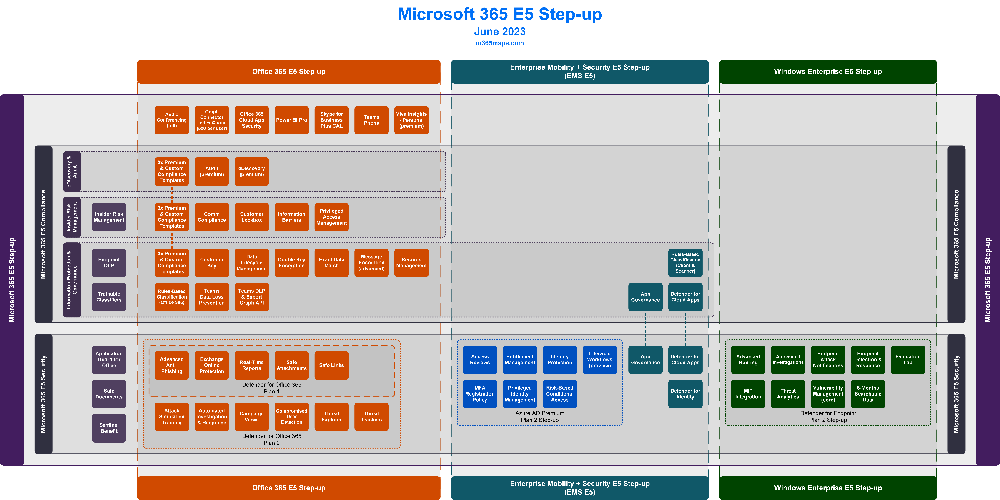 Microsoft 365 E5 Step-up
June 2023
m365maps.com
Office 365 E5 Step-up
Enterprise Mobility + Security E5 Step-up
(EMS E5)
Windows Enterprise E5 Step-up
Microsoft 365 E5 Step-up
Audio
Conferencing
(full)
Graph
Connector
Index Quota
(500 per user)
Office 365
Cloud App
Security
Power BI Pro
Skype for
Business
Plus CAL
Teams
Phone
Viva Insights
- Personal
(premium)
Microsoft 365 E5 Step-up
Microsoft 365 E5 Compliance
eDiscovery &
Audit
3x Premium
& Custom
Compliance
Templates
Audit
(premium)
eDiscovery
(premium)
Insider Risk
Management
Insider Risk
Management
3x Premium
& Custom
Compliance
Templates
Comm
Compliance
Customer
Lockbox
Information
Barriers
Privileged
Access
Management
Information Protection &
Governance
Endpoint
DLP
3x Premium
& Custom
Compliance
Templates
Customer
Key
Data
Lifecycle
Management
Double Key
Encryption
Exact Data
Match
Message
Encryption
(advanced)
Records
Management
Rules-Based
Classification
(Client &
Scanner)
Trainable
Classifiers
Rules-Based
Classification
(Office 365)
Teams
Data Loss
Prevention
Teams DLP
& Export
Graph API
App
Governance
Defender for
Cloud Apps
Microsoft 365 E5 Compliance
Microsoft 365 E5 Security
Application
Guard for
Office
Safe
Documents
Sentinel
Benefit
Advanced
Anti-
Phishing
Exchange
Online
Protection
Real-Time
Reports
Safe
Attachments
Safe Links
Defender for Office 365
Plan 1
Attack
Simulation
Training
Automated
Investigation
& Response
Campaign
Views
Compromised
User
Detection
Threat
Explorer
Threat
Trackers
Defender for Office 365
Plan 2
Access
Reviews
Entitlement
Management
Identity
Protection
Lifecycle
Workflows
(preview)
MFA
Registration
Policy
Privileged
Identity
Management
Risk-Based
Conditional
Access
Azure AD Premium
Plan 2 Step-up
App
Governance
Defender for
Cloud Apps
Defender for
Identity
Advanced
Hunting
Automated
Investigations
Endpoint
Attack
Notifications
Endpoint
Detection &
Response
Evaluation
Lab
MIP
Integration
Threat
Analytics
Vulnerability
Management
(core)
6-Months
Searchable
Data
Defender for Endpoint
Plan 2 Step-up
Microsoft 365 E5 Security
Office 365 E5 Step-up
Enterprise Mobility + Security E5 Step-up
(EMS E5)
Windows Enterprise E5 Step-up